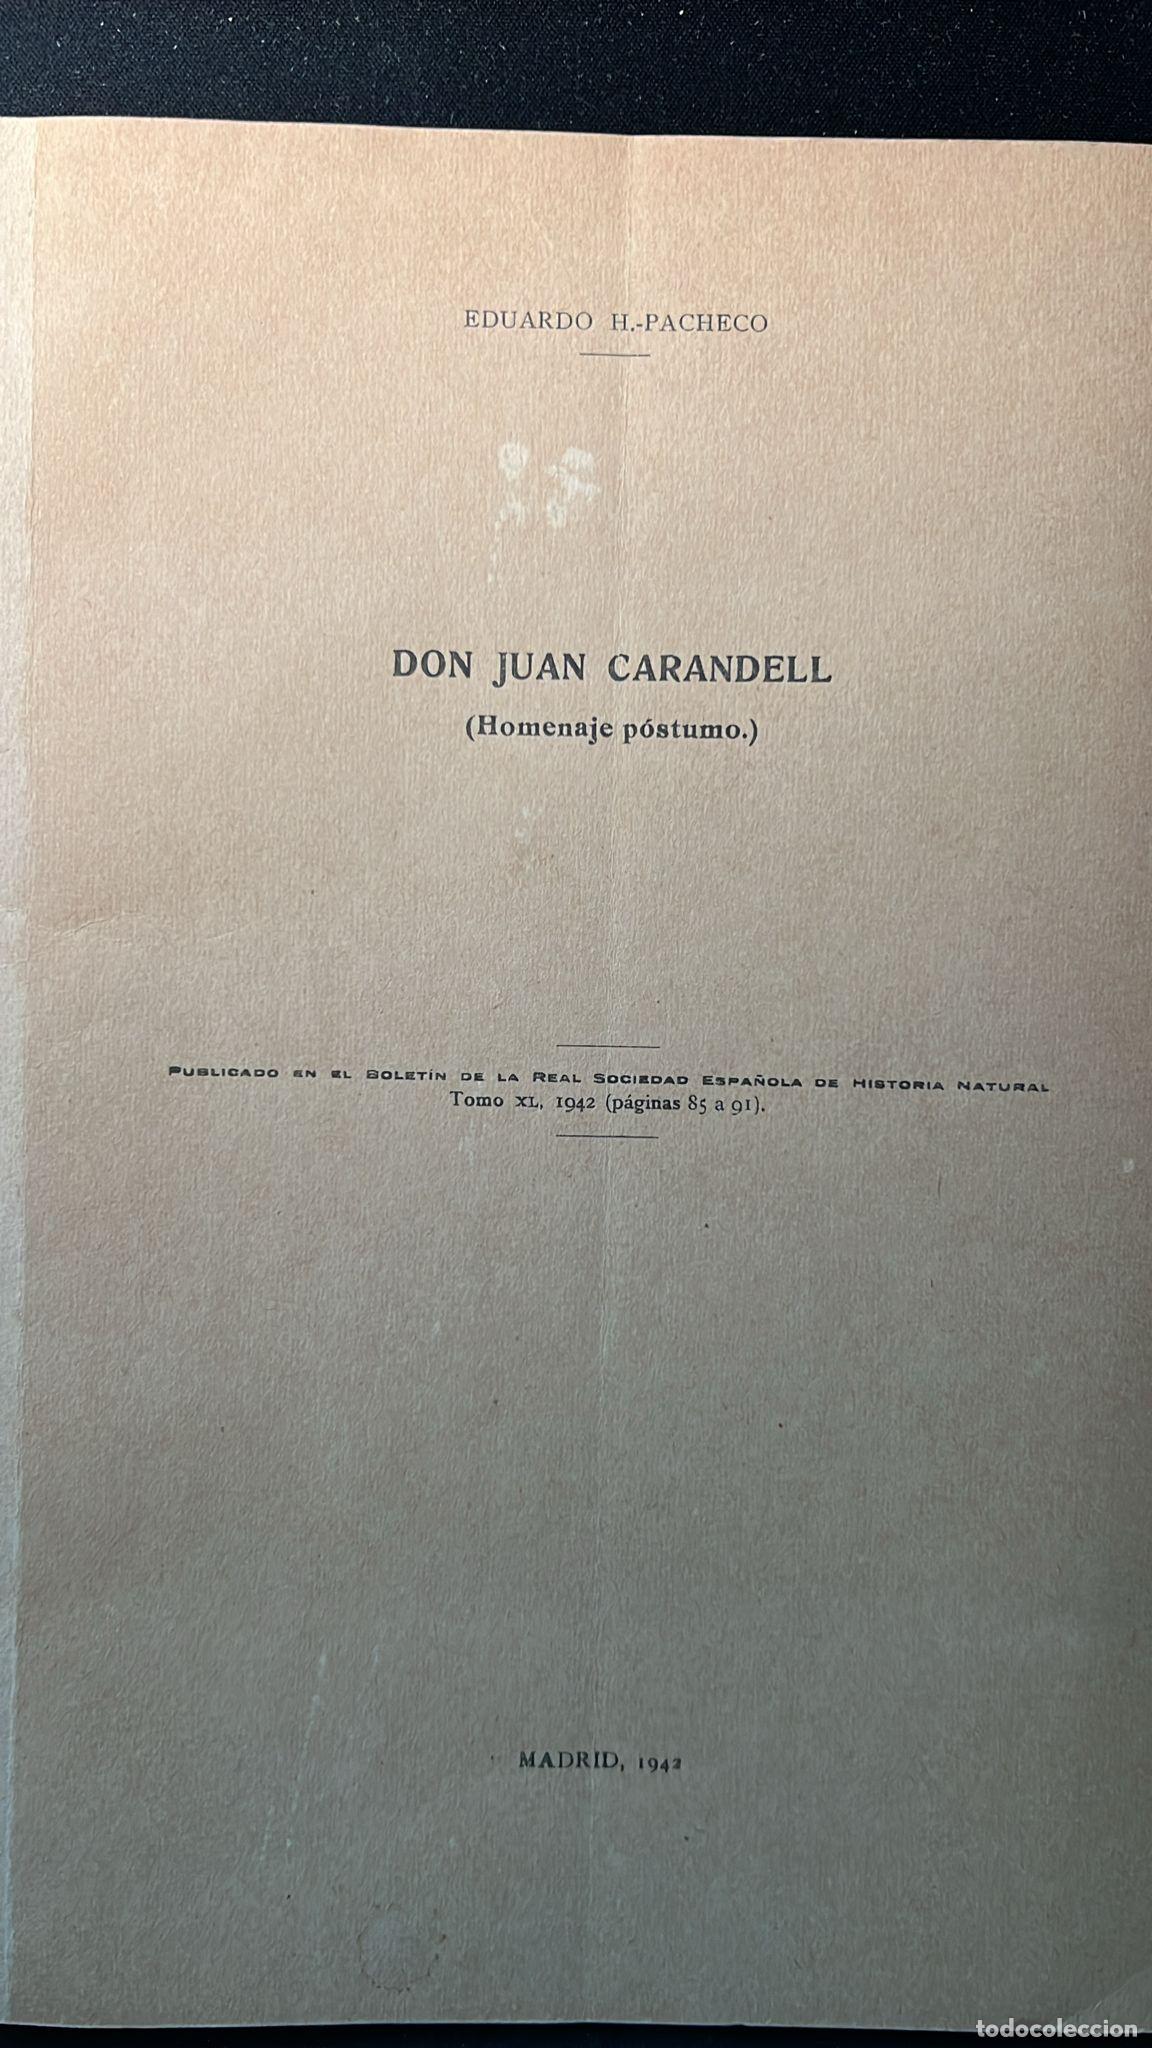 EDUARDO H.-PACHECO
DON JUAN CARANDELL
(Homenaje póstumo.)
PUBLICADO EN EL BOLETÍN DE LA REAL SOCIEDAD ESPAÑOLA DE HISTORIA NATURAL
Tomo XL, 1942 (páginas 85 a 91).
MADRID, 1942
todocoleccion